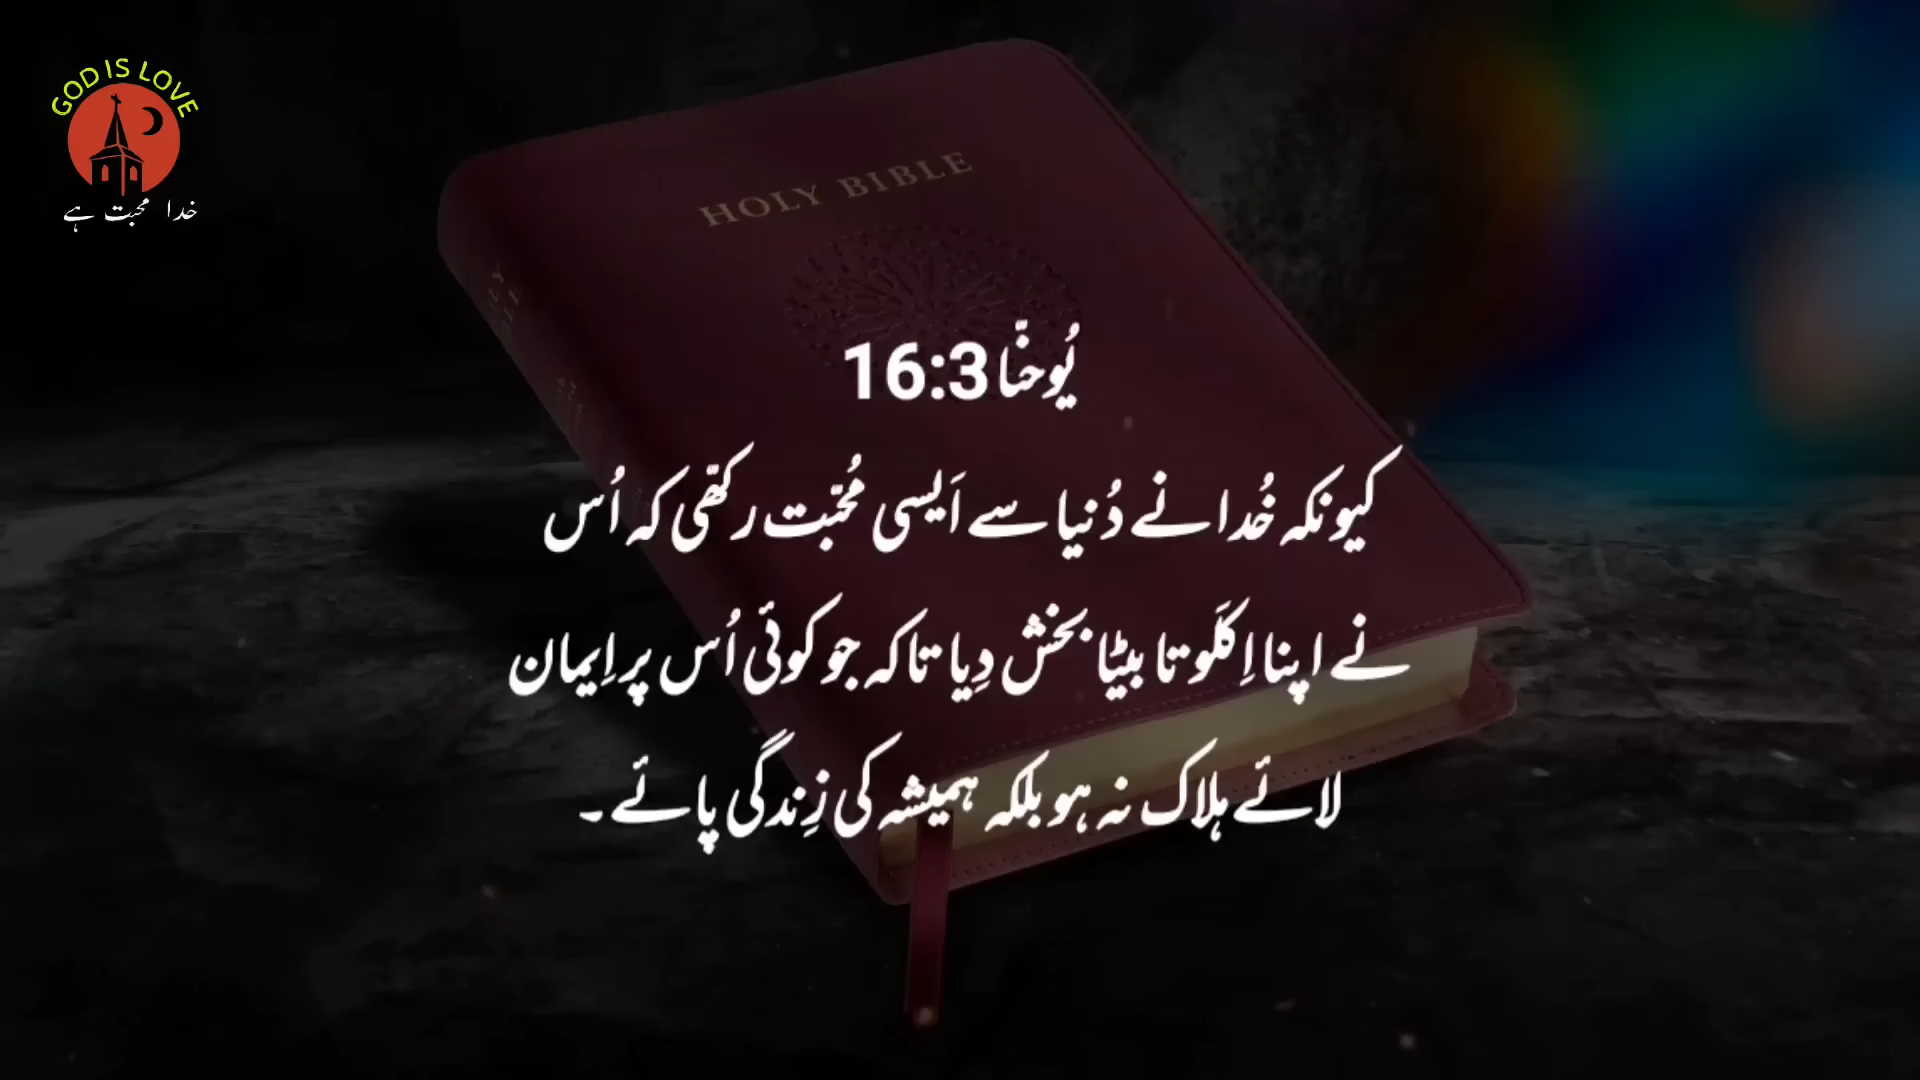 GOD IS LOVE
خدا محبت ہے
HOLY BIBLE
یُوحنّا 16:3
کیونکہ خُدا نے دُنیا سے اَیسی مُحبّت رکھّی کہ اُس
نے اپنا اِکلَوتا بیٹا بخش دِیا تاکہ جو کوئی اُس پر اِیمان
لائے ہلاک نہ ہو بلکہ ہمیشہ کی زِندگی پائے۔